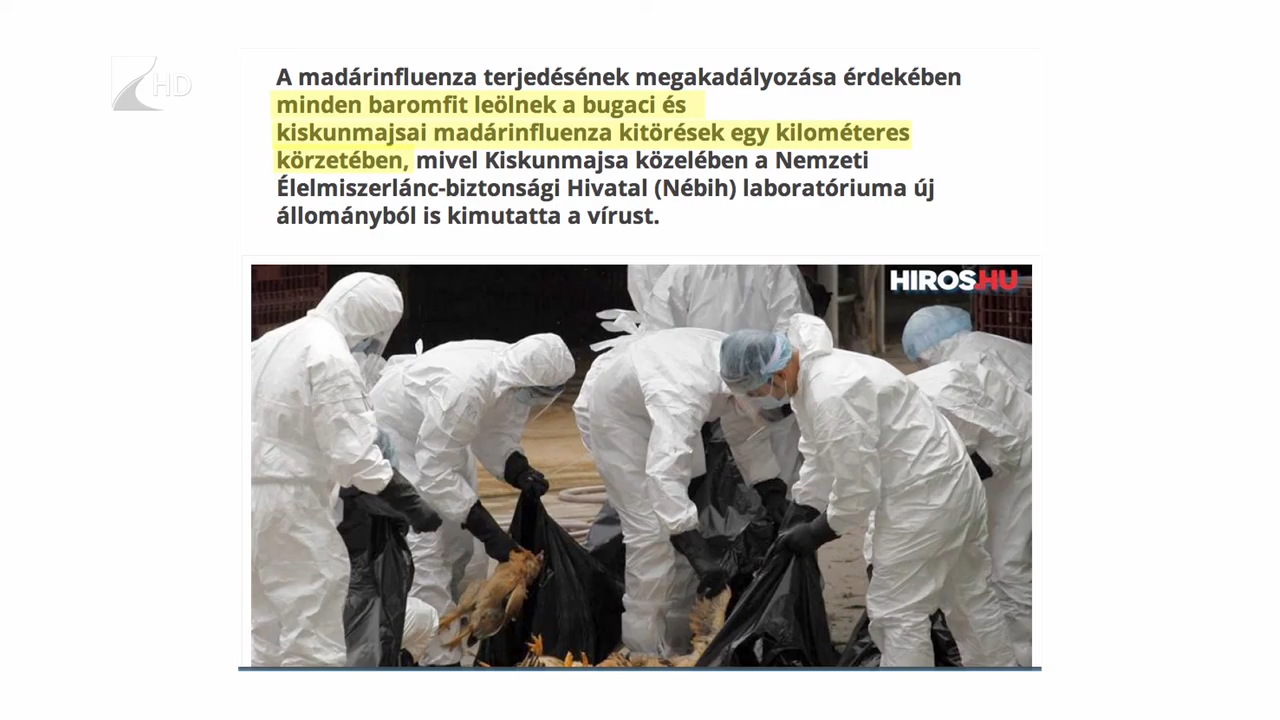 HD
A madárinfluenza terjedésének megakadályozása érdekében
minden baromfit leölnek a bugaci és
kiskunmajsai madárinfluenza kitörések egy kilométeres
körzetében, mivel Kiskunmajsa közelében a Nemzeti
Élelmiszerlánc-biztonsági Hivatal (Nébih) laboratóriuma új
állományból is kimutatta a vírust.
HIROS.HU